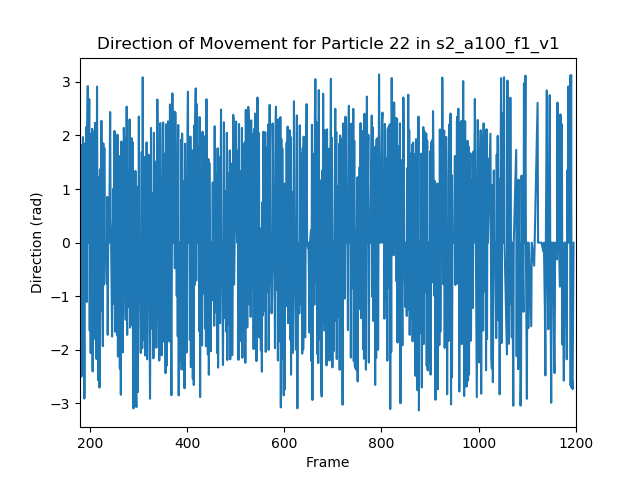 Direction of Movement for Particle 22 in s2_a100_f1_v1
3
2
1
0
−1
−2
−3
Direction (rad)
200 400 600 800 1000 1200
Frame